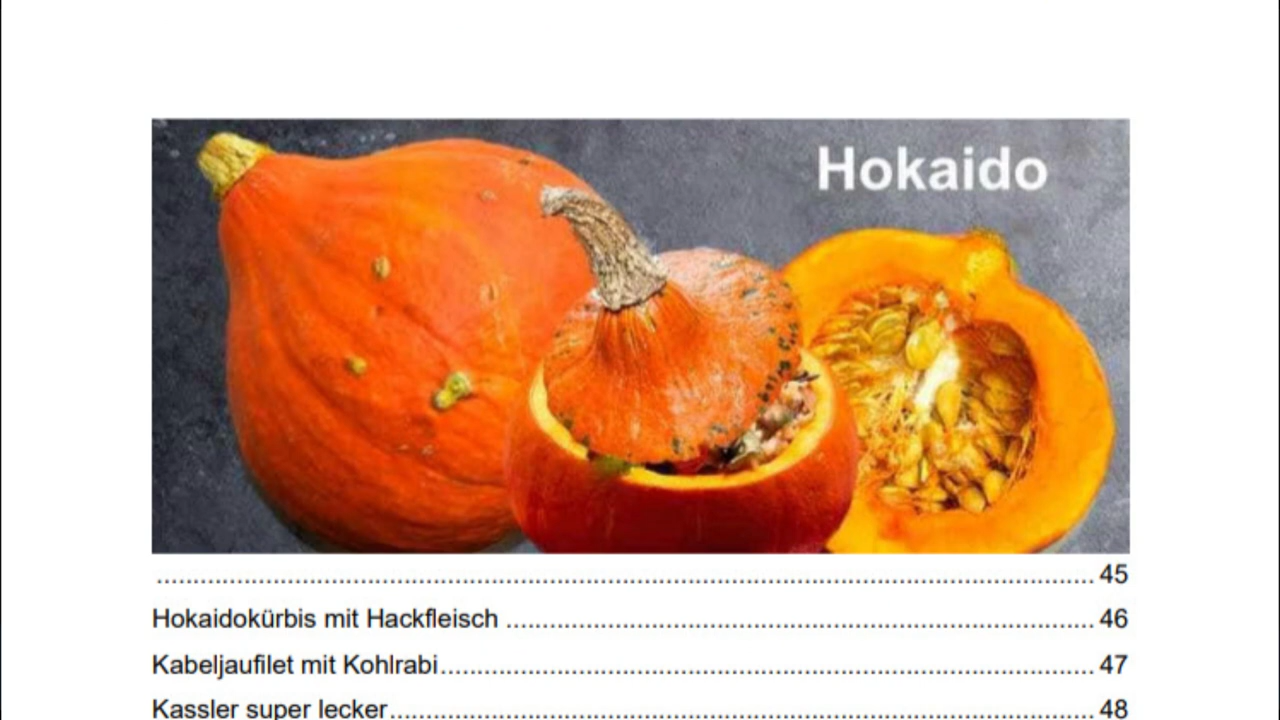 Hokaido
........................................................................................................................................ 45
Hokaidokürbis mit Hackfleisch ....................................................................................... 46
Kabeljaufilet mit Kohlrabi................................................................................................ 47
Kassler super lecker....................................................................................................... 48